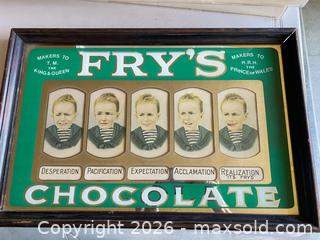 MAKERS TO
T.M.
THE
KING & QUEEN
FRY'S
MAKERS TO
H.R.H.
THE
PRINCE OF WALES
DESPERATION
PACIFICATION
EXPECTATION
ACCLAMATION
REALIZATION
IT'S FRY'S
CHOCOLATE
Copyright 2026 - maxsold.com